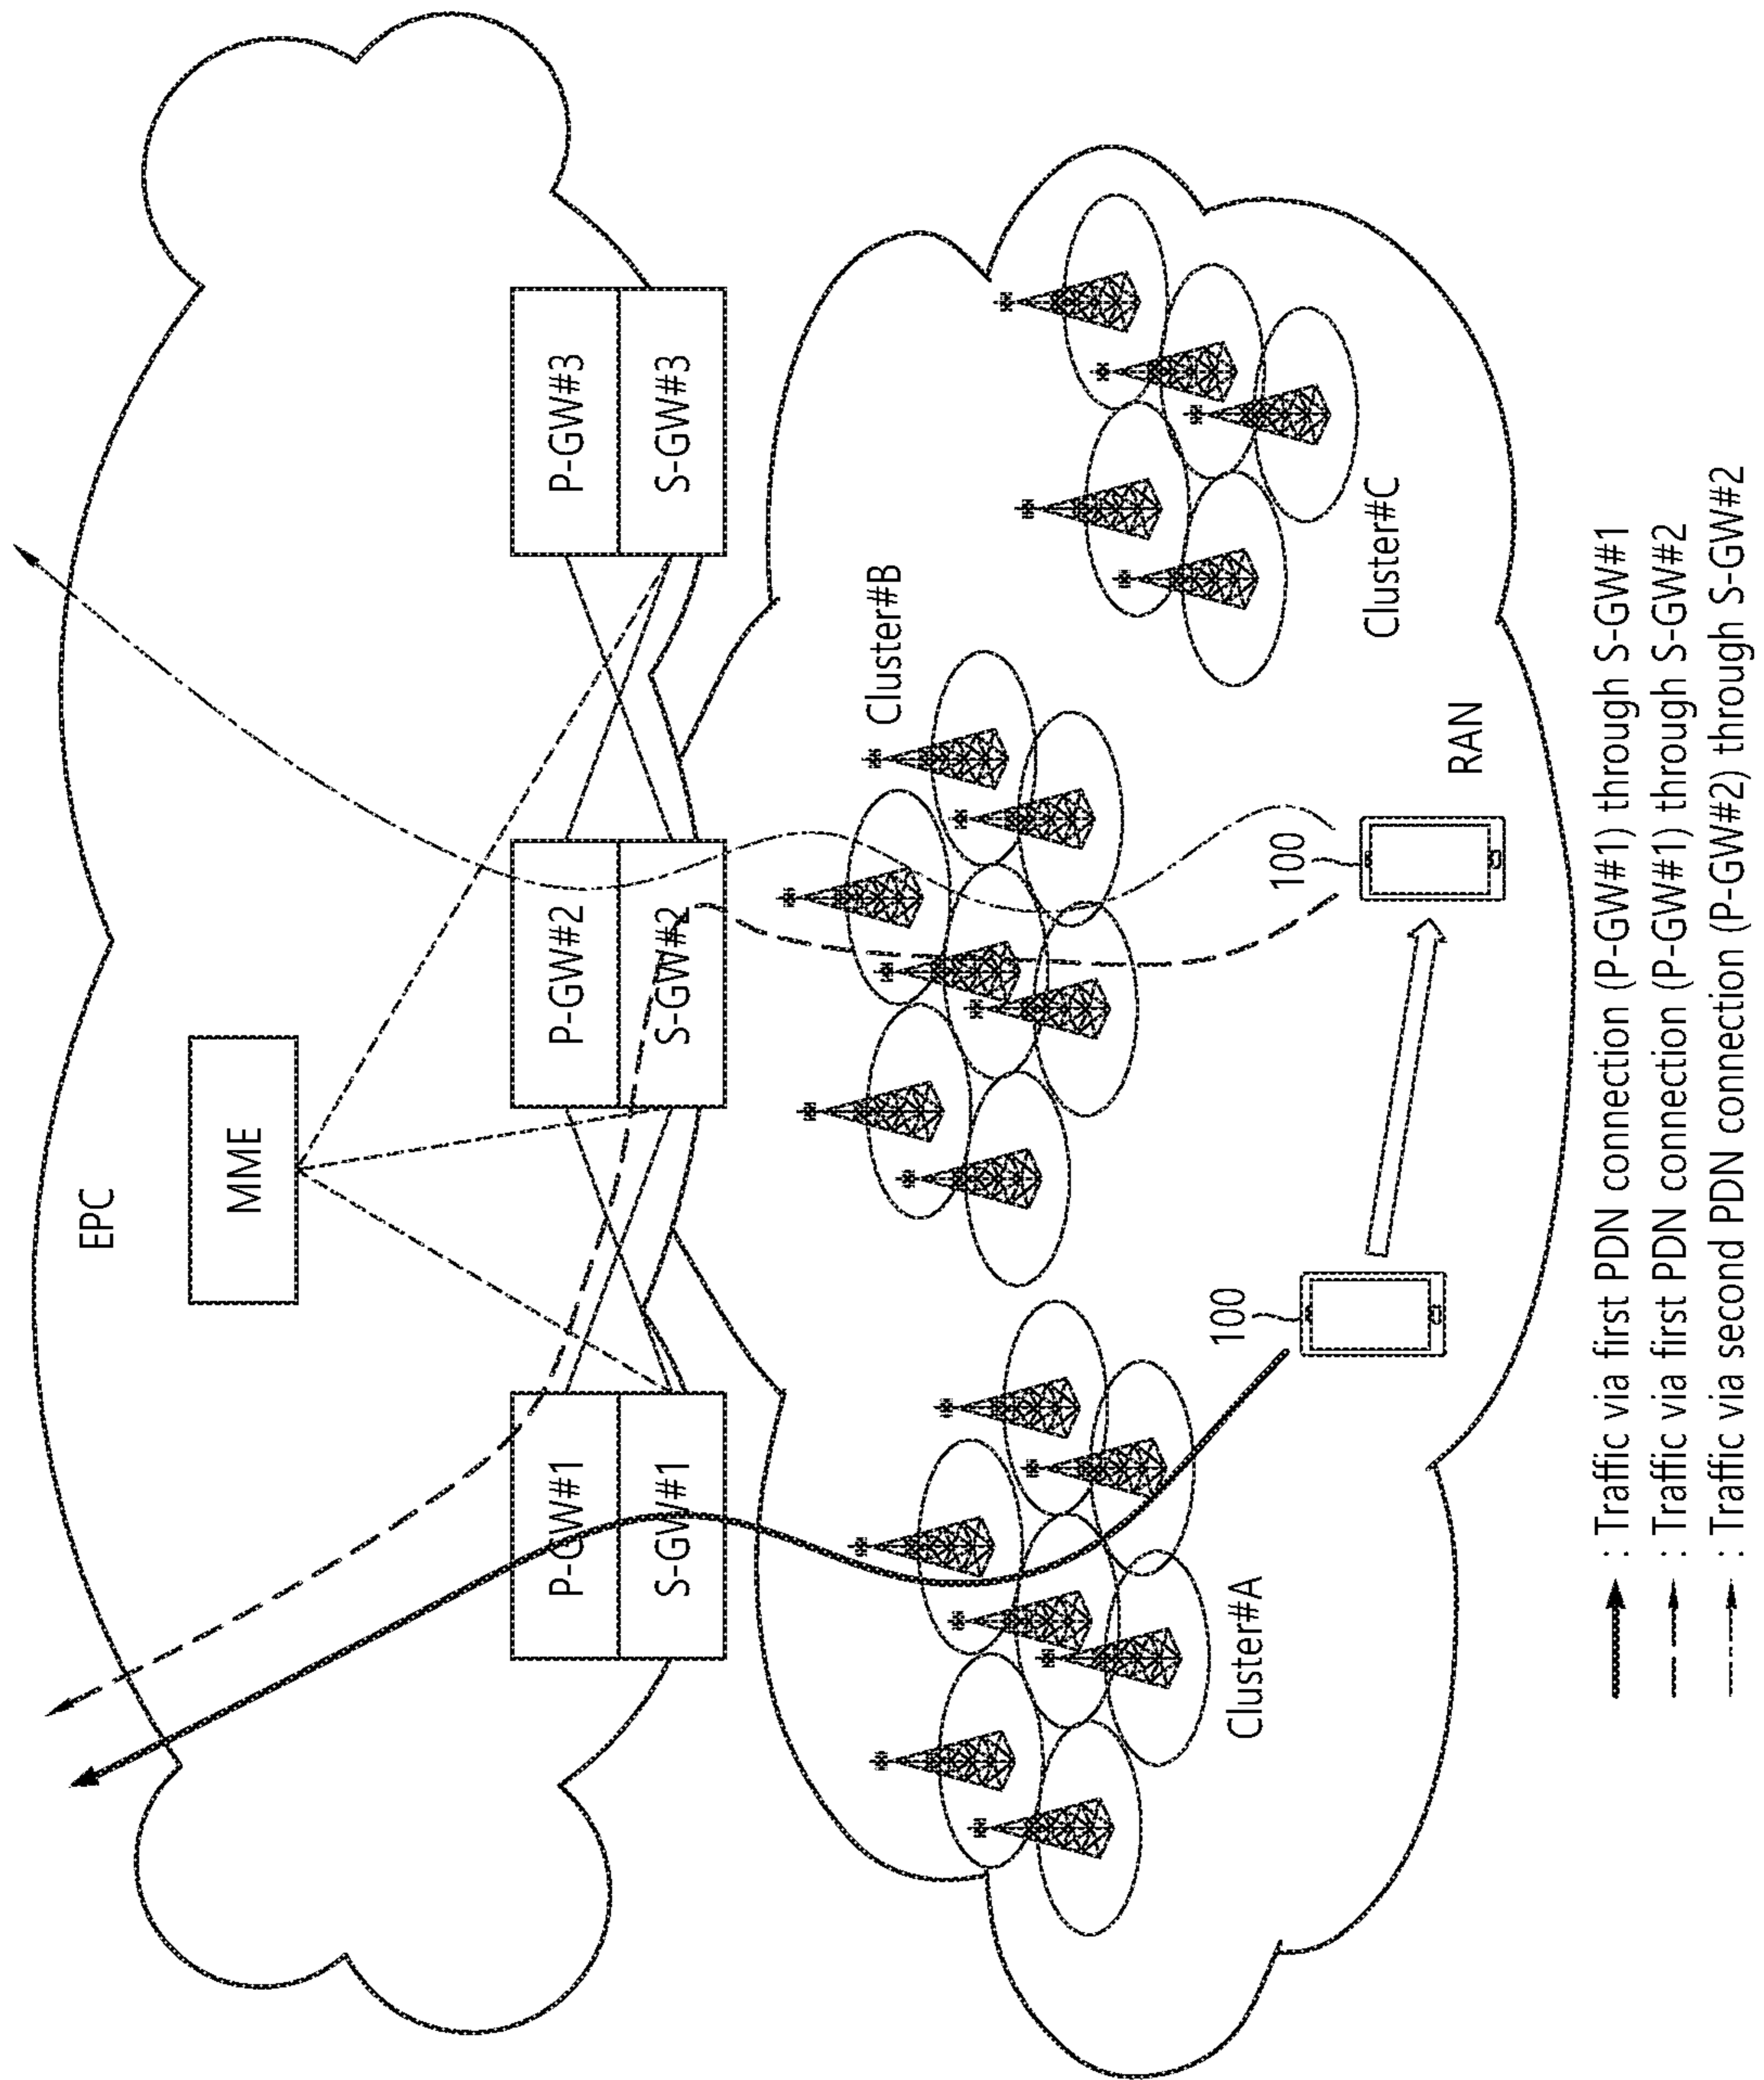 EPC
MME
P-GW#1
S-GW#1
P-GW#2
S-GW#2
P-GW#3
S-GW#3
Cluster#B
Cluster#A
Cluster#C
100
100
RAN
: Traffic via first PDN connection (P-GW#1) through S-GW#1
: Traffic via first PDN connection (P-GW#1) through S-GW#2
: Traffic via second PDN connection (P-GW#2) through S-GW#2